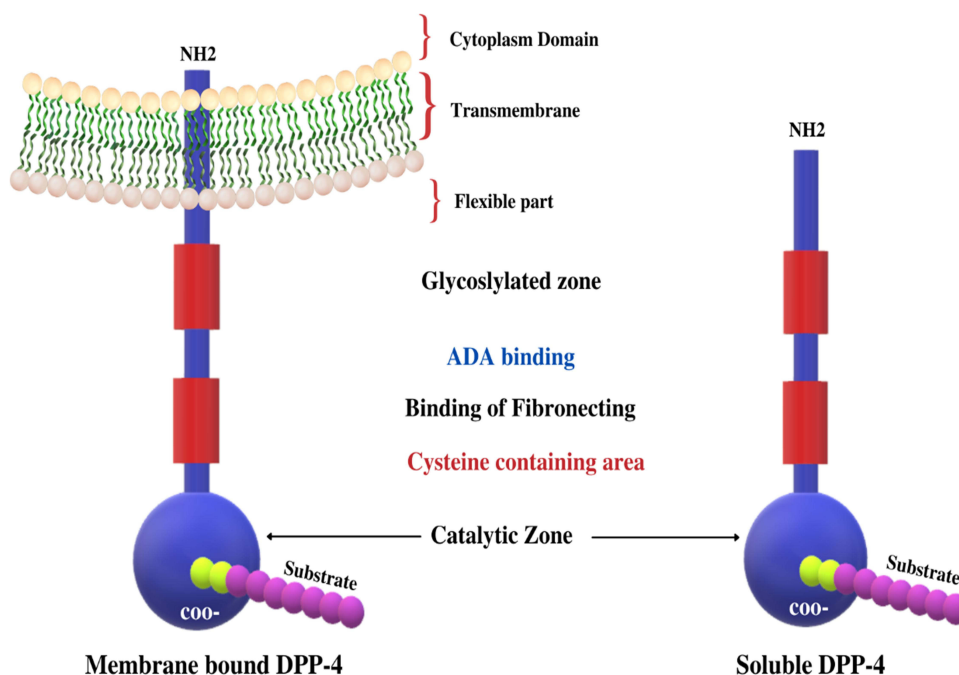 Cytoplasm Domain
NH2
Transmembrane
NH2
Flexible part
Glycoslylated zone
ADA binding
Binding of Fibronecting
Cysteine containing area
Catalytic Zone
Substrate
Substrate
coo-
coo-
Membrane bound DPP-4
Soluble DPP-4